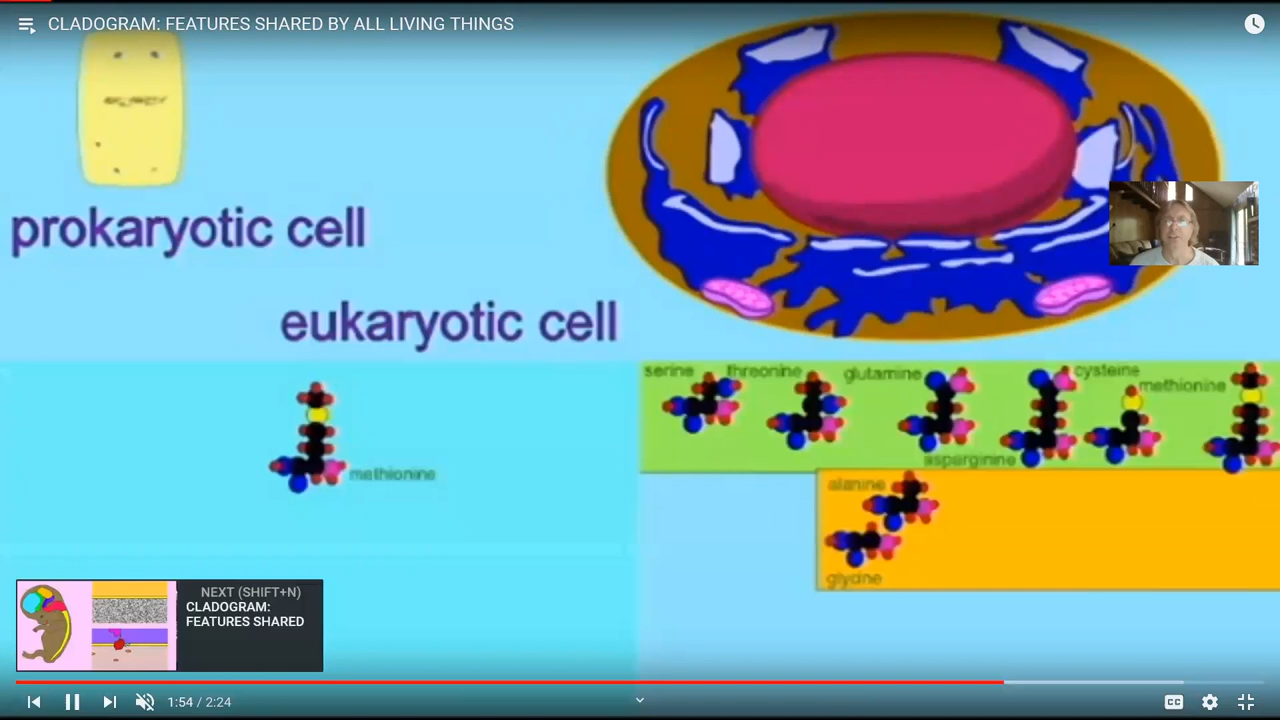 CLADOGRAM: FEATURES SHARED BY ALL LIVING THINGS
prokaryotic cell
eukaryotic cell
serine threonine glutamine cysteine
methionine
asparginine
methionine
alanine
glycine
NEXT (SHIFT+N)
CLADOGRAM:
FEATURES SHARED
1:54 / 2:24
CC